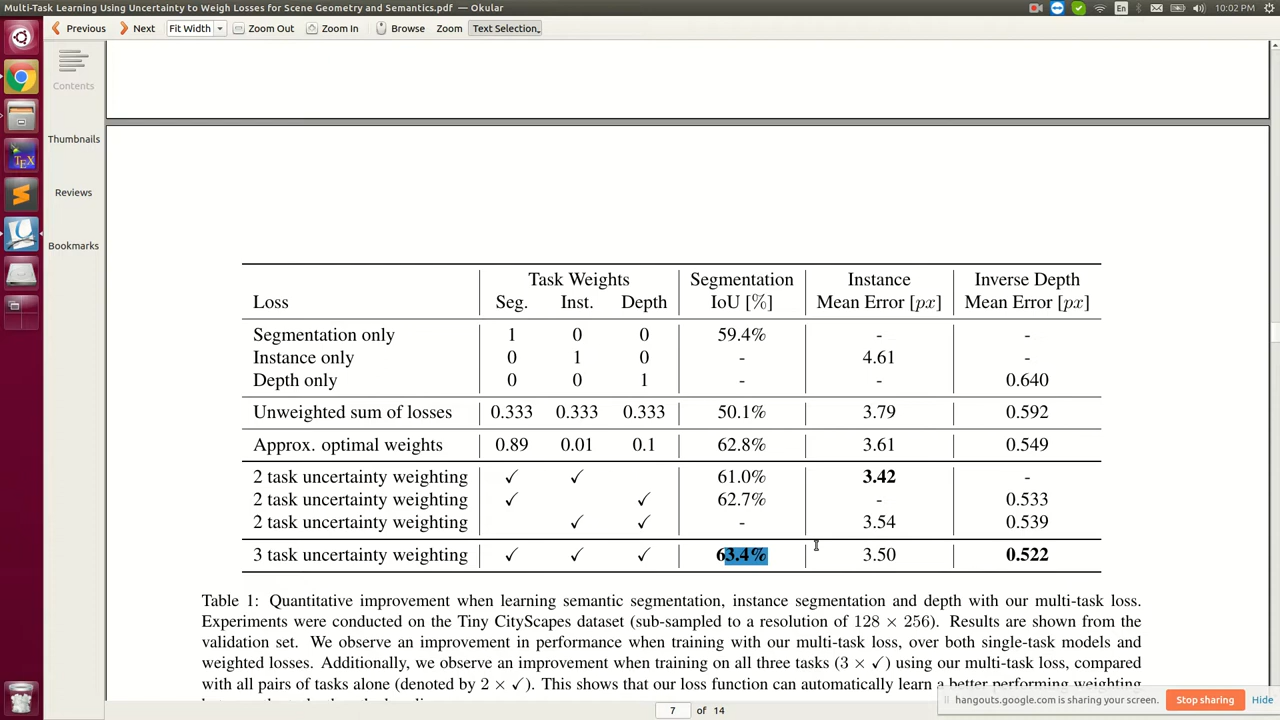 Multi-Task Learning Using Uncertainty to Weigh Losses for Scene Geometry and Semantics.pdf — Okular
En
10:02 PM
Previous Next Fit Width Zoom Out Zoom In Browse Zoom Text Selection
Contents
Thumbnails
Reviews
Bookmarks
Task Weights Segmentation Instance Inverse Depth
Loss Seg. Inst. Depth IoU [%] Mean Error [px] Mean Error [px]
Segmentation only 1 0 0 59.4% - -
Instance only 0 1 0 - 4.61 -
Depth only 0 0 1 - - 0.640
Unweighted sum of losses 0.333 0.333 0.333 50.1% 3.79 0.592
Approx. optimal weights 0.89 0.01 0.1 62.8% 3.61 0.549
2 task uncertainty weighting ✓ ✓ 61.0% 3.42 -
2 task uncertainty weighting ✓ ✓ 62.7% - 0.533
2 task uncertainty weighting ✓ ✓ - 3.54 0.539
3 task uncertainty weighting ✓ ✓ ✓ 63.4% 3.50 0.522
Table 1: Quantitative improvement when learning semantic segmentation, instance segmentation and depth with our multi-task loss.
Experiments were conducted on the Tiny CityScapes dataset (sub-sampled to a resolution of 128 × 256). Results are shown from the
validation set. We observe an improvement in performance when training with our multi-task loss, over both single-task models and
weighted losses. Additionally, we observe an improvement when training on all three tasks (3 × ✓) using our multi-task loss, compared
with all pairs of tasks alone (denoted by 2 × ✓). This shows that our loss function can automatically learn a better performing weighting
hangouts.google.com is sharing your screen. Stop sharing Hide
7 of 14